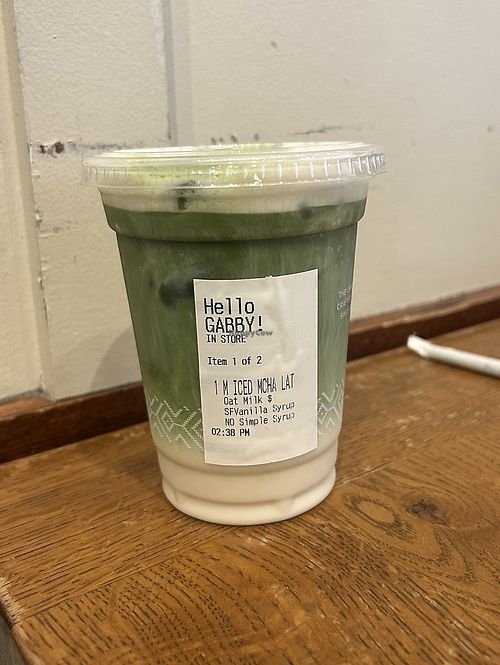 Hello
GABBY!
IN STORE
HappyCow
Item 1 of 2
1 M ICED MCHA LAT
Oat Milk $
SFVanilla Syrup
NO Simple Syrup
02:38 PM